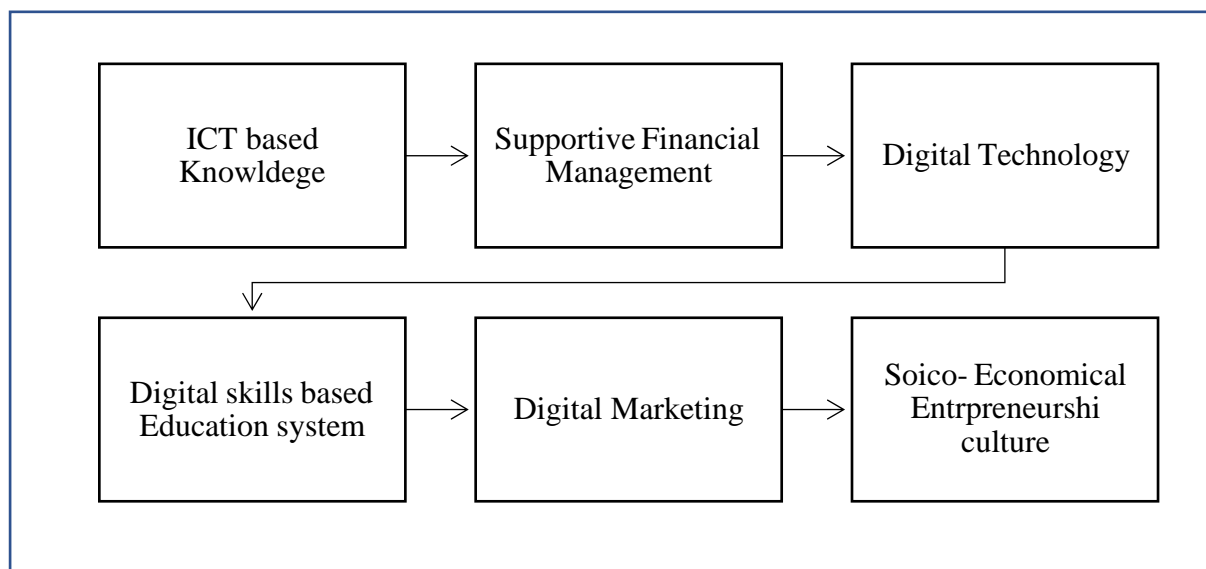 ICT based
Knowldege
Supportive Financial
Management
Digital Technology
Digital skills based
Education system
Digital Marketing
Soico- Economical
Entrpreneurshi
culture